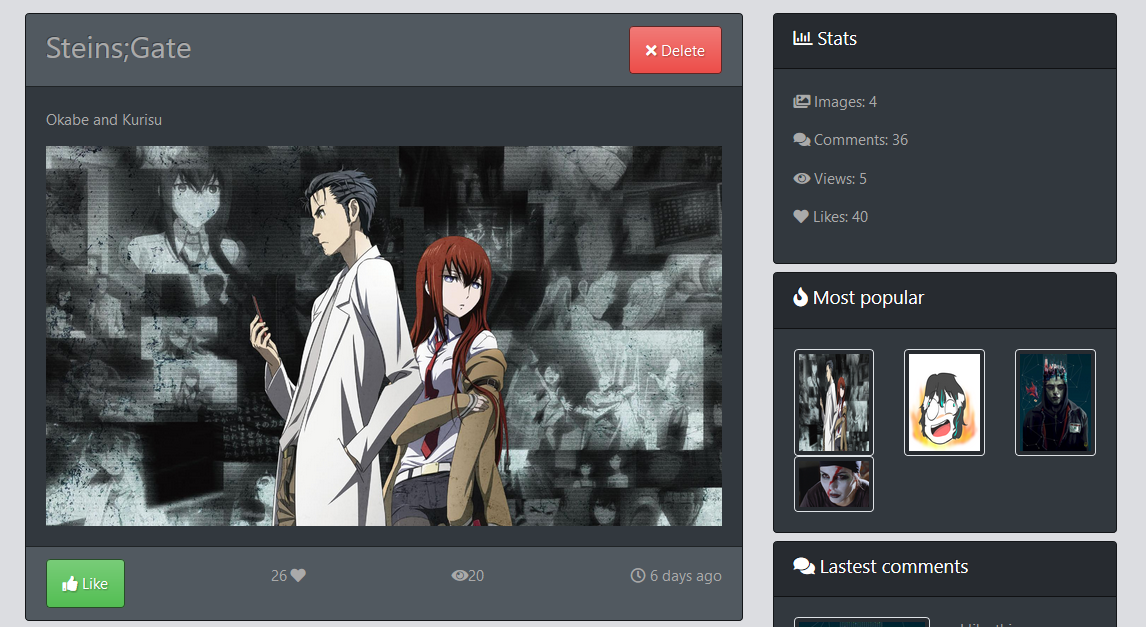 Steins;Gate
Delete
Okabe and Kurisu
Like
26
20
6 days ago
Stats
Images: 4
Comments: 36
Views: 5
Likes: 40
Most popular
Lastest comments